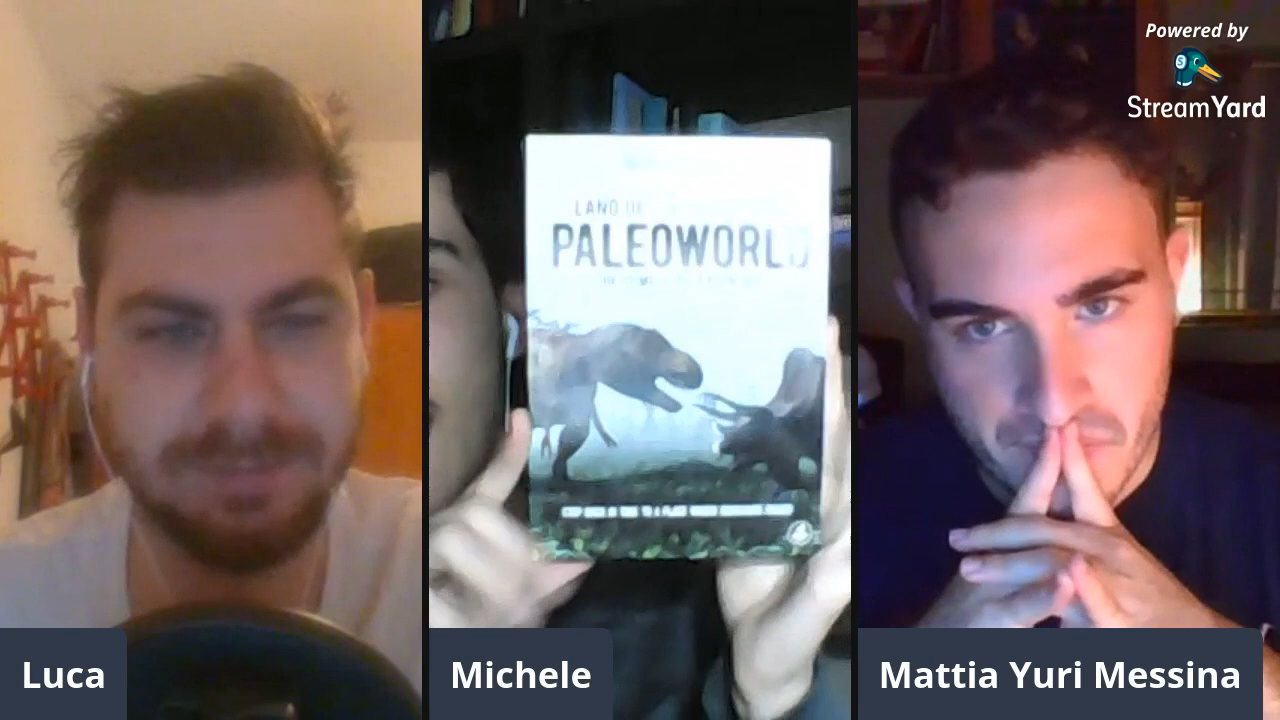 Powered by
StreamYard
LAND OF
PALEOWORLD
Luca
Michele
Mattia Yuri Messina